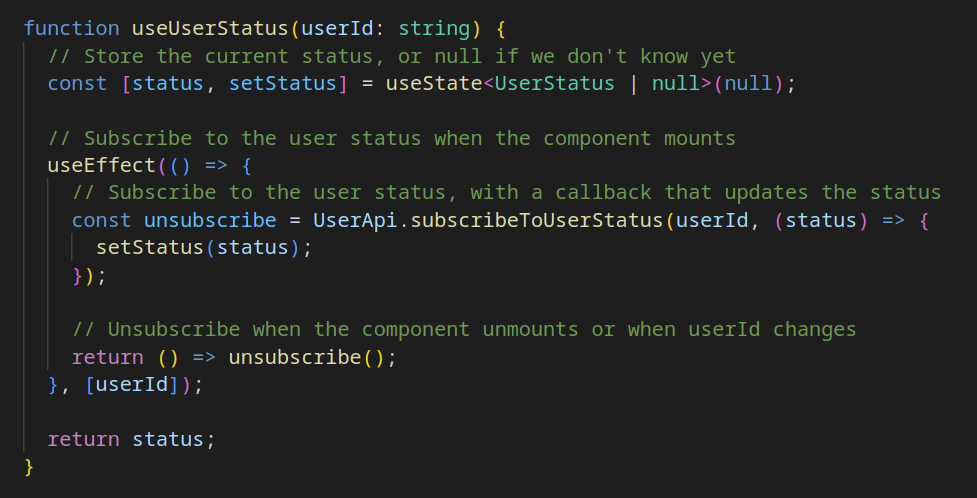 function useUserStatus(userId: string) {
  // Store the current status, or null if we don't know yet
  const [status, setStatus] = useState<UserStatus | null>(null);

  // Subscribe to the user status when the component mounts
  useEffect(() => {
    // Subscribe to the user status, with a callback that updates the status
    const unsubscribe = UserApi.subscribeToUserStatus(userId, (status) => {
      setStatus(status);
    });

    // Unsubscribe when the component unmounts or when userId changes
    return () => unsubscribe();
  }, [userId]);

  return status;
}